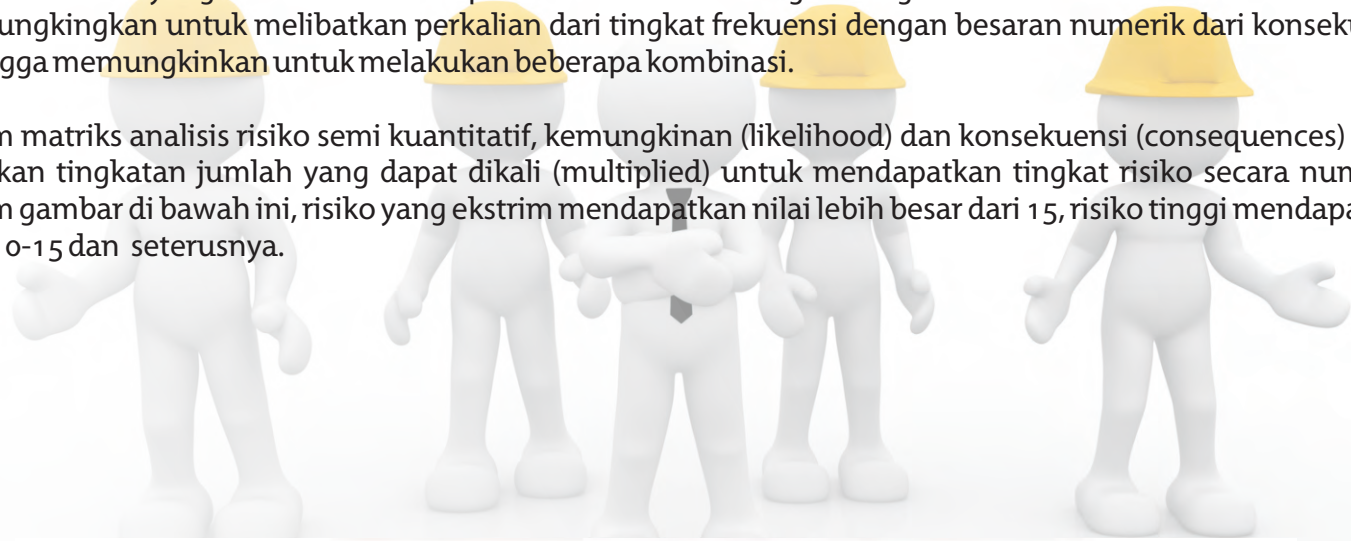 ungkingkan untuk melibatkan perkalian dari tingkat frekuensi dengan besaran numerik dari konseku
gga memungkinkan untuk melakukan beberapa kombinasi.
m matriks analisis risiko semi kuantitatif, kemungkinan (likelihood) dan konsekuensi (consequences)
kan tingkatan jumlah yang dapat dikali (multiplied) untuk mendapatkan tingkat risiko secara num
m gambar di bawah ini, risiko yang ekstrim mendapatkan nilai lebih besar dari 15, risiko tinggi mendapa
0-15 dan seterusnya.